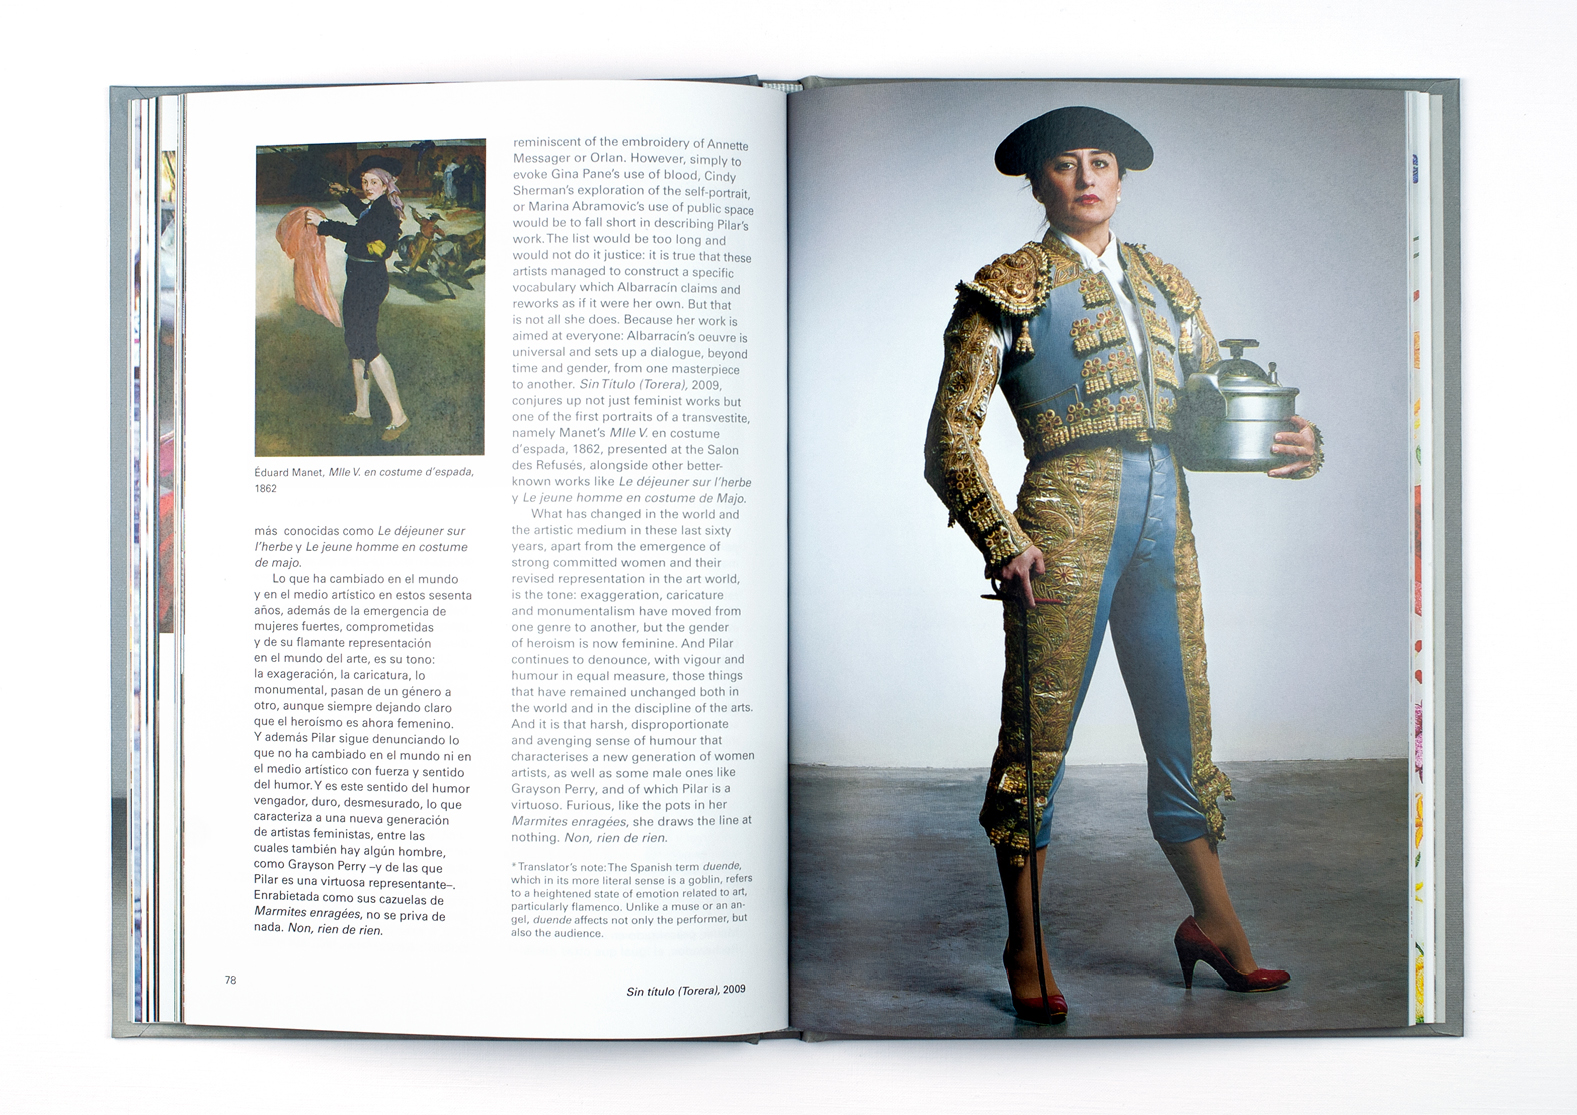 Éduard Manet, Mlle V. en costume d'espada,
1862
más conocidas como Le déjeuner sur
l'herbe y Le jeune homme en costume
de majo.
Lo que ha cambiado en el mundo
y en el medio artístico en estos sesenta
años, además de la emergencia de
mujeres fuertes, comprometidas
y de su flamante representación
en el mundo del arte, es su tono:
la exageración, la caricatura, lo
monumental, pasan de un género a
otro, aunque siempre dejando claro
que el heroísmo es ahora femenino.
Y además Pilar sigue denunciando lo
que no ha cambiado en el mundo ni en
el medio artístico con fuerza y sentido
del humor. Y es este sentido del humor
vengador, duro, desmesurado, lo que
caracteriza a una nueva generación
de artistas feministas, entre las
cuales también hay algún hombre,
como Grayson Perry –y de las que
Pilar es una virtuosa representante–.
Enrabietada como sus cazuelas de
Marmites enragées, no se priva de
nada. Non, rien de rien.
78
reminiscent of the embroidery of Annette
Messager or Orlan. However, simply to
evoke Gina Pane's use of blood, Cindy
Sherman's exploration of the self-portrait,
or Marina Abramovic's use of public space
would be to fall short in describing Pilar's
work. The list would be too long and
would not do it justice: it is true that these
artists managed to construct a specific
vocabulary which Albarracín claims and
reworks as if it were her own. But that
is not all she does. Because her work is
aimed at everyone: Albarracín's oeuvre is
universal and sets up a dialogue, beyond
time and gender, from one masterpiece
to another. Sin Título (Torera), 2009,
conjures up not just feminist works but
one of the first portraits of a transvestite,
namely Manet's Mlle V. en costume
d'espada, 1862, presented at the Salon
des Refusés, alongside other better-
known works like Le déjeuner sur l'herbe
y Le jeune homme en costume de Majo.
What has changed in the world and
the artistic medium in these last sixty
years, apart from the emergence of
strong committed women and their
revised representation in the art world,
is the tone: exaggeration, caricature
and monumentalism have moved from
one genre to another, but the gender
of heroism is now feminine. And Pilar
continues to denounce, with vigour and
humour in equal measure, those things
that have remained unchanged both in
the world and in the discipline of the arts.
And it is that harsh, disproportionate
and avenging sense of humour that
characterises a new generation of women
artists, as well as some male ones like
Grayson Perry, and of which Pilar is a
virtuoso. Furious, like the pots in her
Marmites enragées, she draws the line at
nothing. Non, rien de rien.
* Translator's note: The Spanish term duende,
which in its more literal sense is a goblin, refers
to a heightened state of emotion related to art,
particularly flamenco. Unlike a muse or an an-
gel, duende affects not only the performer, but
also the audience.
Sin título (Torera), 2009